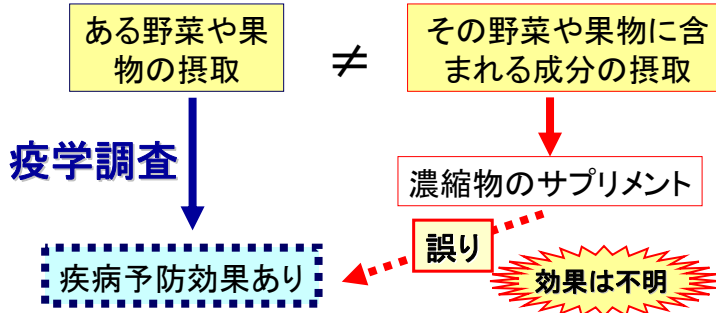 ある野菜や果
物の摂取
≠
その野菜や果物に含
まれる成分の摂取
疫学調査
濃縮物のサプリメント
誤り
疾病予防効果あり
効果は不明